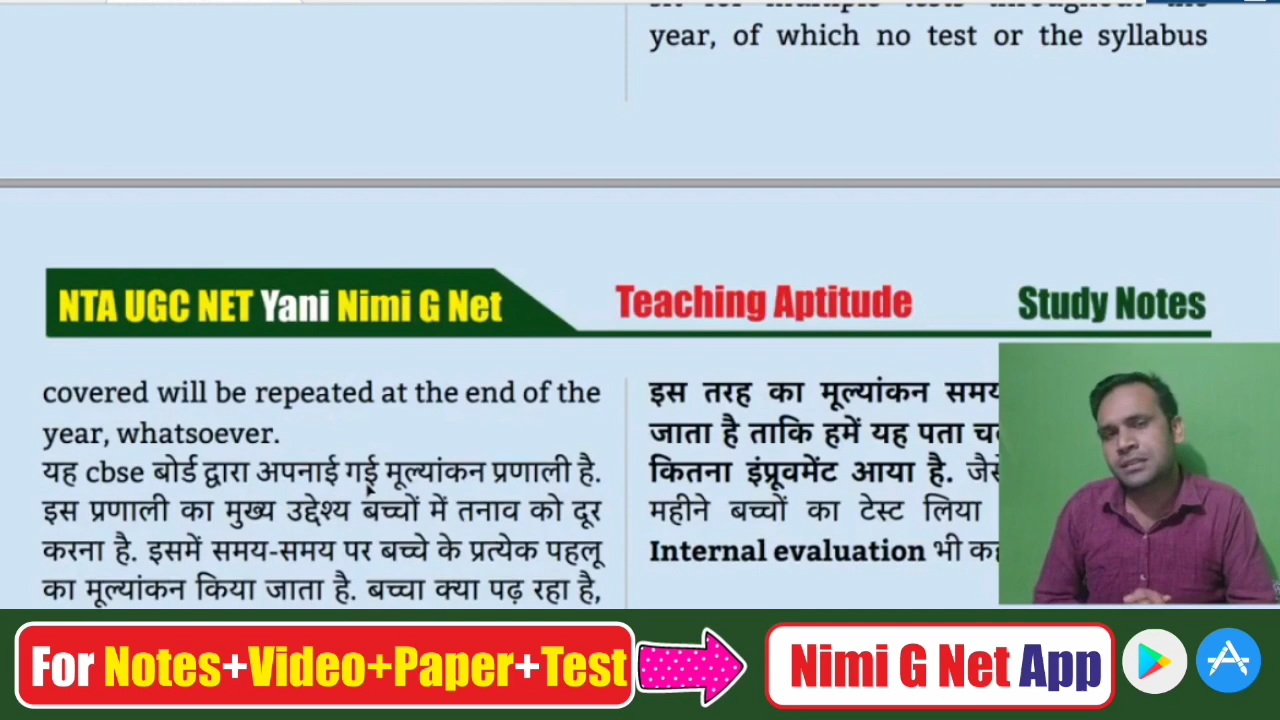 year, of which no test or the syllabus
NTA UGC NET Yani Nimi G Net
Teaching Aptitude
Study Notes
covered will be repeated at the end of the
year, whatsoever.
यह cbse बोर्ड द्वारा अपनाई गई मूल्यांकन प्रणाली है.
इस प्रणाली का मुख्य उद्देश्य बच्चों में तनाव को दूर
करना है. इसमें समय-समय पर बच्चे के प्रत्येक पहलू
का मूल्यांकन किया जाता है. बच्चा क्या पढ़ रहा है,
इस तरह का मूल्यांकन समय
जाता है ताकि हमें यह पता
कितना इंप्रूवमेंट आया है.
महीने बच्चों का टेस्ट लिया
Internal evaluation भी
For Notes+Video+Paper+Test
Nimi G Net App